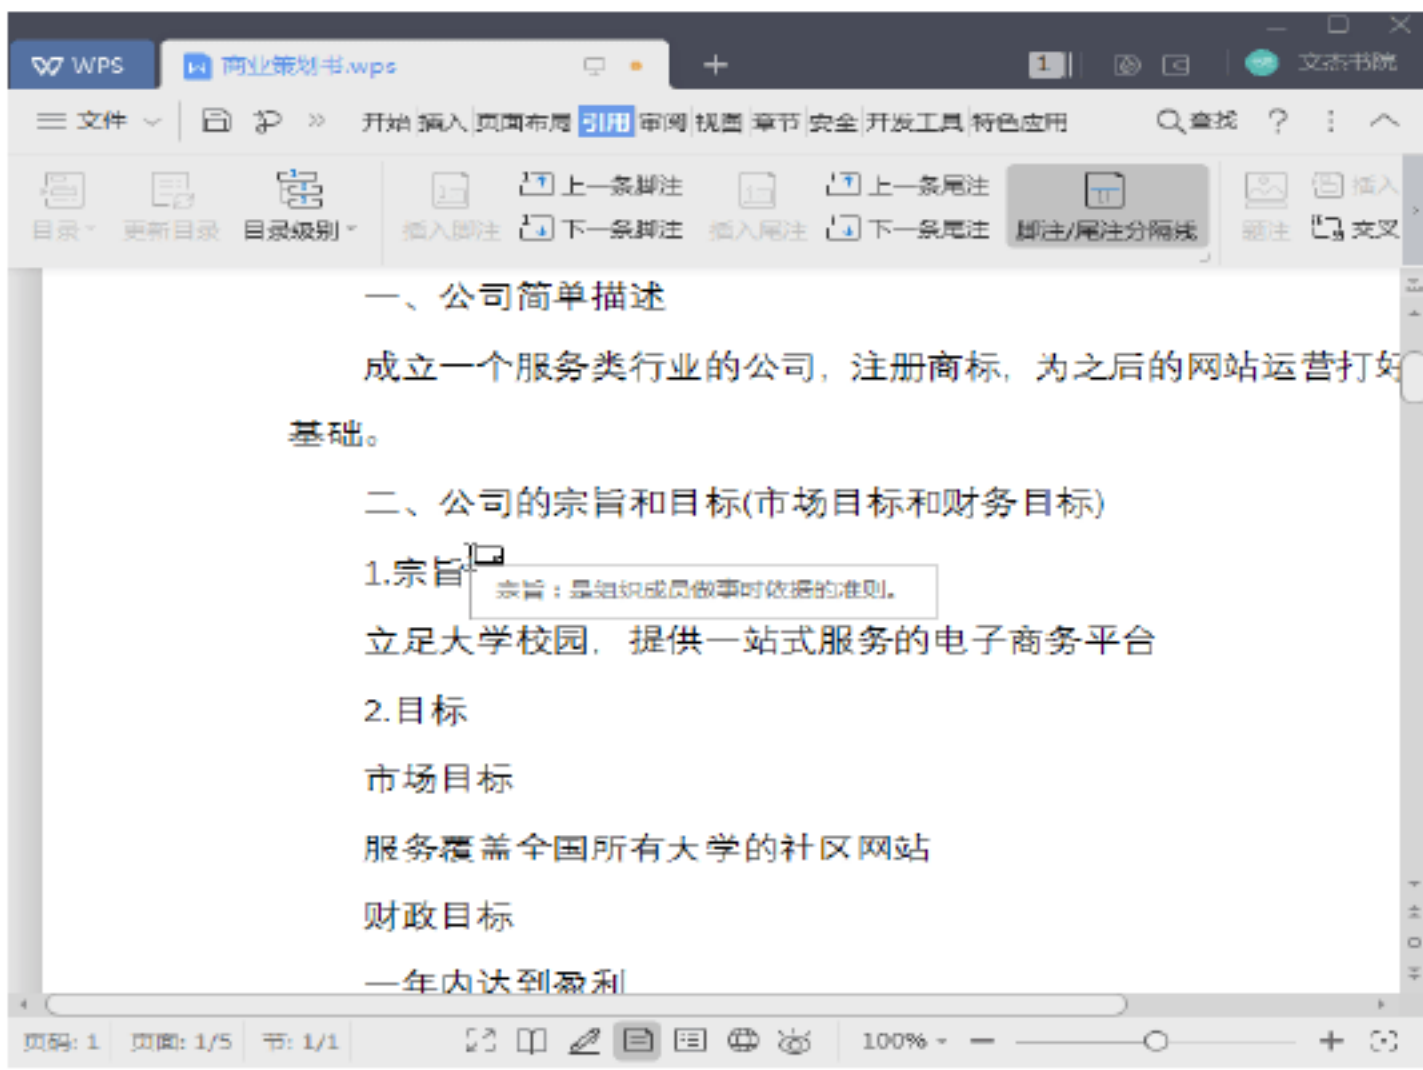 WPS 商业策划书.wps + 1 文杰书院
文件 开始 插入 页面布局 引用 审阅 视图 章节 安全 开发工具 特色应用 查找 ?
上一条脚注 上一条尾注 插入
目录 更新目录 目录级别 插入脚注 下一条脚注 插入尾注 下一条尾注 脚注/尾注分隔线 题注 交叉
一、公司简单描述
成立一个服务类行业的公司，注册商标，为之后的网站运营打好
基础。
二、公司的宗旨和目标(市场目标和财务目标)
1.宗旨
宗旨：是组织成员做事时依据的准则。
立足大学校园，提供一站式服务的电子商务平台
2.目标
市场目标
服务覆盖全国所有大学的社区网站
财政目标
一年内达到盈利
页码: 1 页面: 1/5 节: 1/1 100%